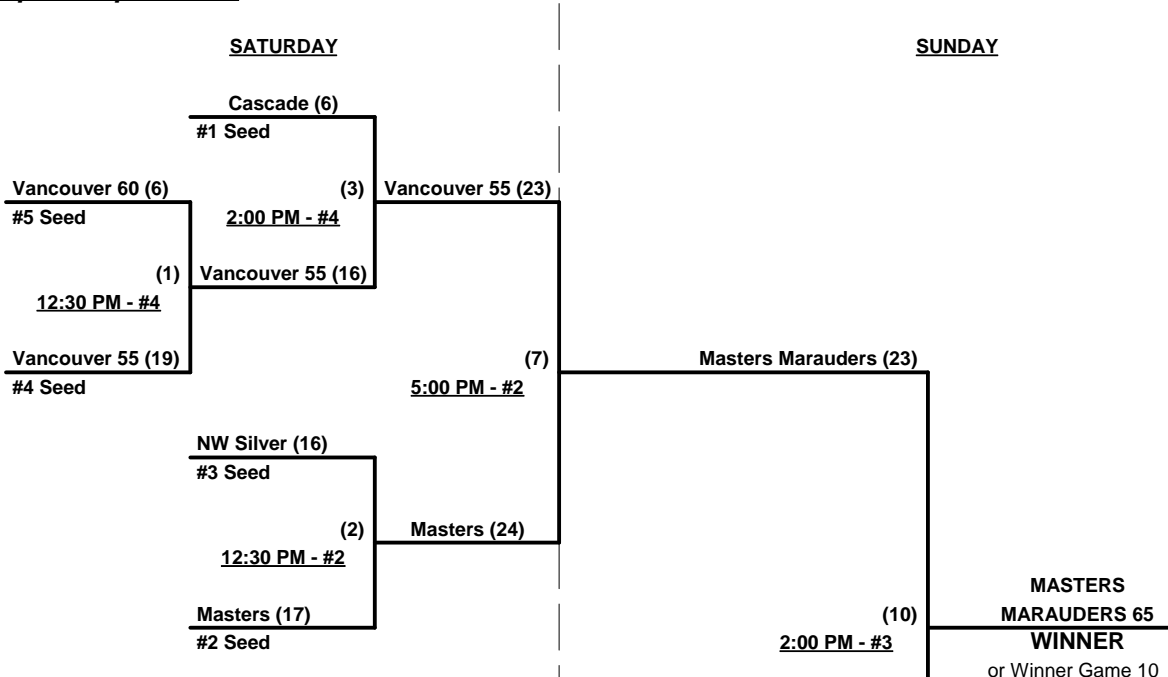 SATURDAY
SUNDAY
Cascade (6)
#1 Seed
Vancouver 60 (6)
(3)
Vancouver 55 (23)
#5 Seed
2:00 PM - #4
(1)
Vancouver 55 (16)
12:30 PM - #4
Vancouver 55 (19)
(7)
Masters Marauders (23)
#4 Seed
5:00 PM - #2
NW Silver (16)
#3 Seed
(2)
Masters (24)
12:30 PM - #2
MASTERS
Masters (17)
(10)
MARAUDERS 65
#2 Seed
2:00 PM - #3
WINNER
or Winner Game 10